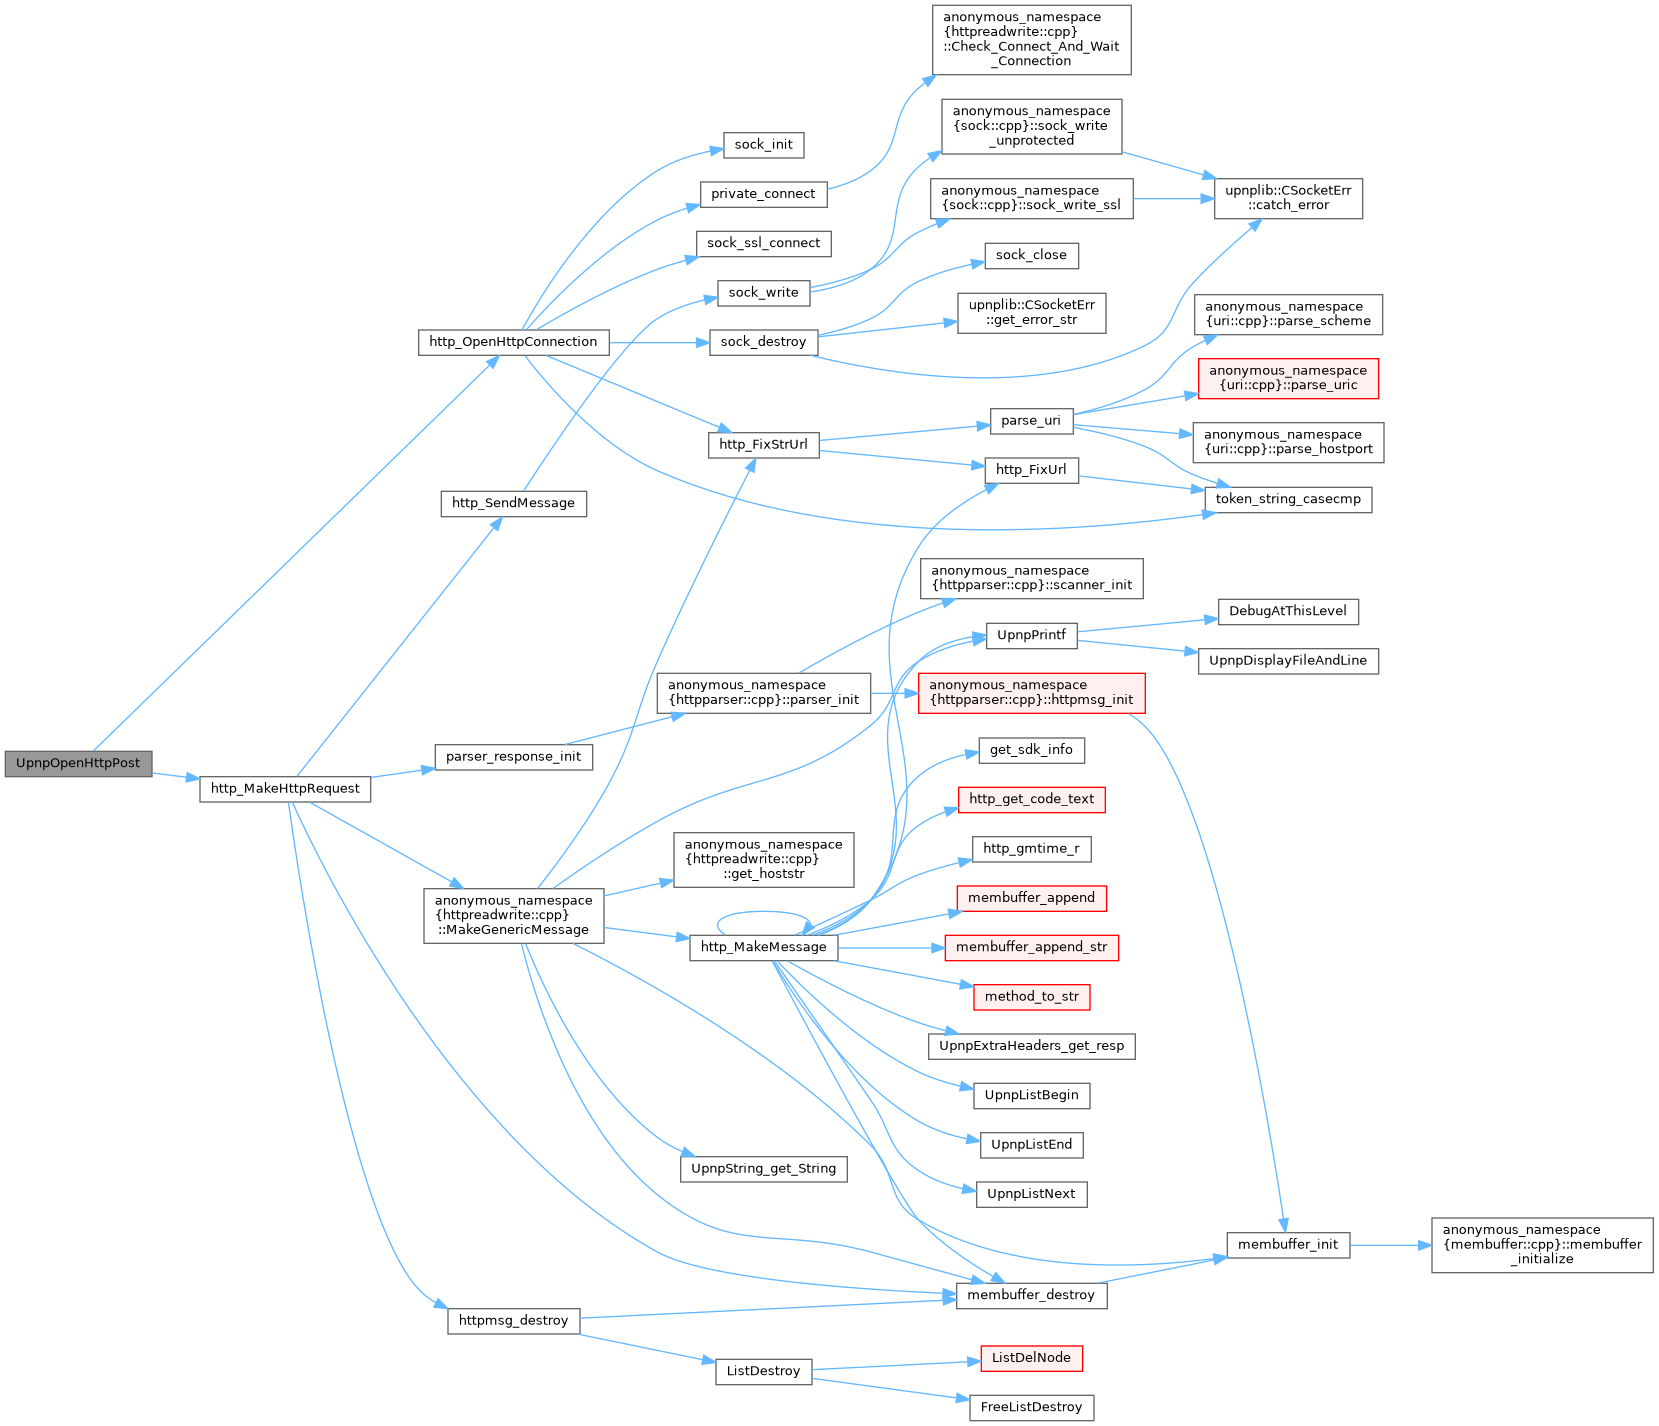 anonymous_namespace
{httpreadwrite::cpp}
::Check_Connect_And_Wait
_Connection
anonymous_namespace
{sock::cpp}::sock_write
_unprotected
sock_init
private_connect
anonymous_namespace
{sock::cpp}::sock_write_ssl
upnplib::CSocketErr
::catch_error
sock_ssl_connect
sock_close
sock_write
upnplib::CSocketErr
::get_error_str
anonymous_namespace
{uri::cpp}::parse_scheme
http_OpenHttpConnection
sock_destroy
anonymous_namespace
{uri::cpp}::parse_uric
parse_uri
http_FixStrUrl
anonymous_namespace
{uri::cpp}::parse_hostport
http_FixUrl
http_SendMessage
token_string_casecmp
anonymous_namespace
{httpparser::cpp}::scanner_init
DebugAtThisLevel
UpnpPrintf
UpnpDisplayFileAndLine
anonymous_namespace
{httpparser::cpp}::parser_init
anonymous_namespace
{httpparser::cpp}::httpmsg_init
UpnpOpenHttpPost
parser_response_init
get_sdk_info
http_MakeHttpRequest
http_get_code_text
anonymous_namespace
{httpreadwrite::cpp}
::get_hoststr
http_gmtime_r
anonymous_namespace
{httpreadwrite::cpp}
::MakeGenericMessage
membuffer_append
http_MakeMessage
membuffer_append_str
method_to_str
UpnpExtraHeaders_get_resp
UpnpListBegin
UpnpListEnd
UpnpString_get_String
UpnpListNext
membuffer_init
anonymous_namespace
{membuffer::cpp}::membuffer
_initialize
membuffer_destroy
httpmsg_destroy
ListDestroy
ListDelNode
FreeListDestroy